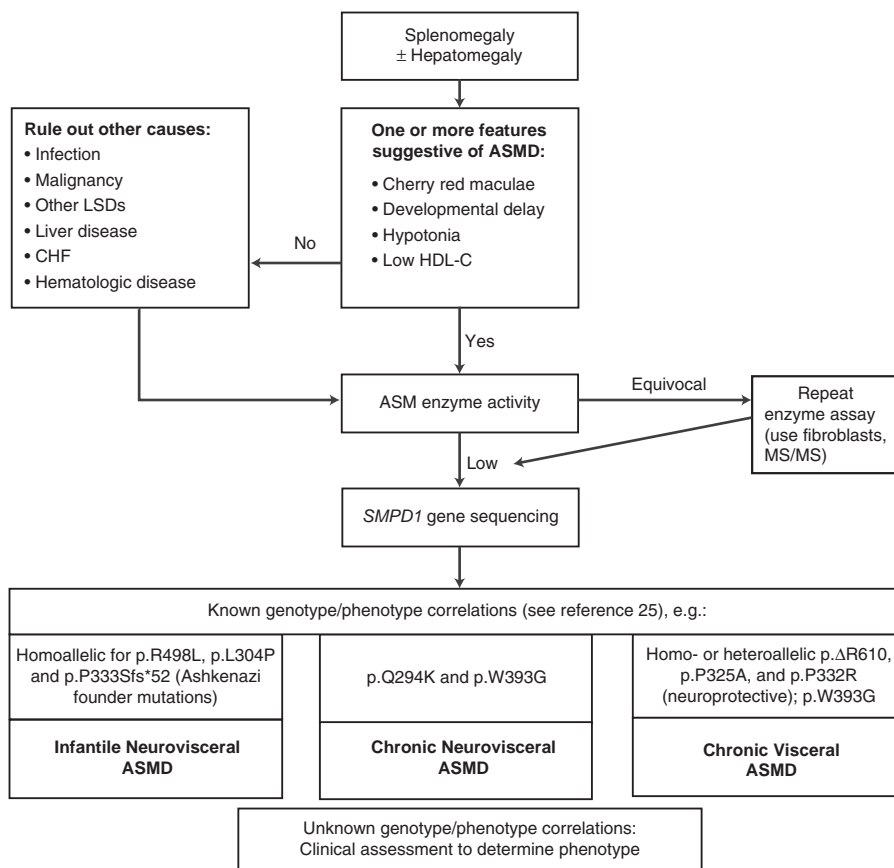 Splenomegaly
± Hepatomegaly
Rule out other causes:
• Infection
• Malignancy
• Other LSDs
• Liver disease
• CHF
• Hematologic disease
No
One or more features
suggestive of ASMD:
• Cherry red maculae
• Developmental delay
• Hypotonia
• Low HDL-C
Yes
ASM enzyme activity
Equivocal
Repeat
enzyme assay
(use fibroblasts,
MS/MS)
Low
SMPD1 gene sequencing
Known genotype/phenotype correlations (see reference 25), e.g.:
Homoallelic for p.R498L, p.L304P
and p.P333Sfs*52 (Ashkenazi
founder mutations)
Infantile Neurovisceral
ASMD
p.Q294K and p.W393G
Chronic Neurovisceral
ASMD
Homo- or heteroallelic p.ΔR610,
p.P325A, and p.P332R
(neuroprotective); p.W393G
Chronic Visceral
ASMD
Unknown genotype/phenotype correlations:
Clinical assessment to determine phenotype